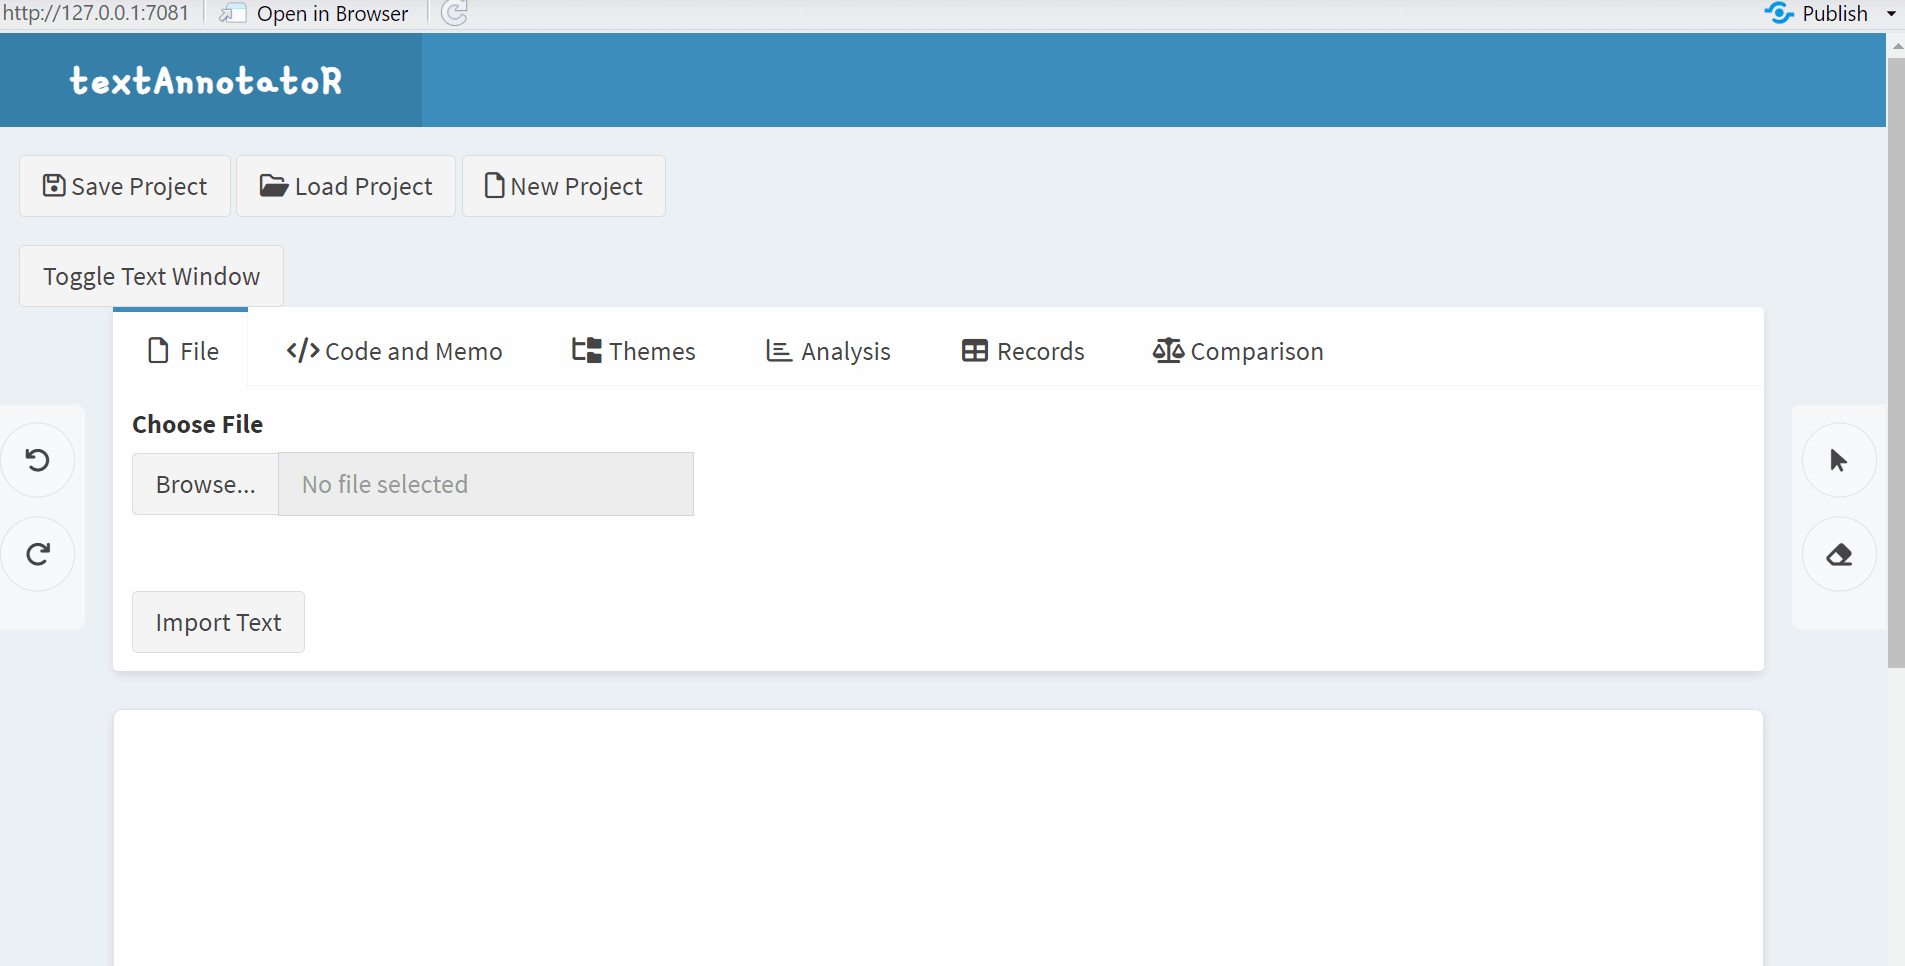 http://127.0.0.1:7081 Open in Browser Publish
textAnnotatoR
Save Project Load Project New Project
Toggle Text Window
File Code and Memo Themes Analysis Records Comparison
Choose File
Browse... No file selected
Import Text